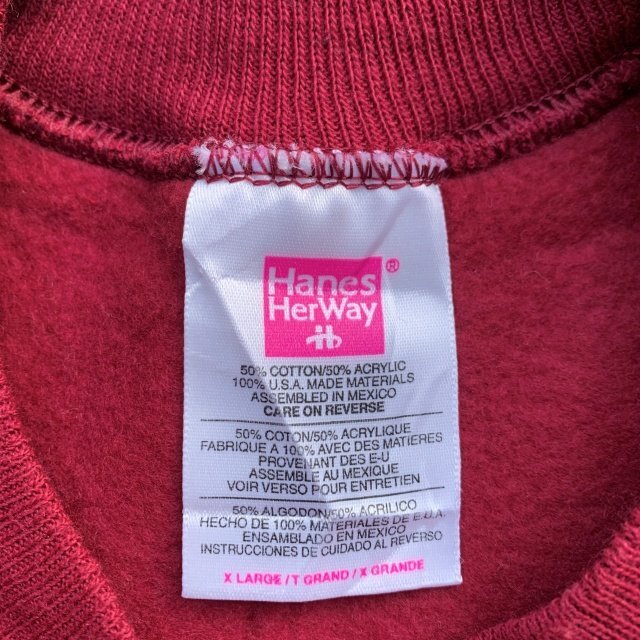 Hanes
HerWay
®
50% COTTON/50% ACRYLIC
100% U.S.A. MADE MATERIALS
ASSEMBLED IN MEXICO
CARE ON REVERSE
50% COTON/50% ACRYLIQUE
FABRIQUE A 100% AVEC DES MATIERES
PROVENANT DES E-U
ASSEMBLE AU MEXIQUE
VOIR VERSO POUR ENTRETIEN
50% ALGODON/50% ACRILICO
HECHO DE 100% MATERIALES DE E.U.A.
ENSAMBLADO EN MEXICO
INSTRUCCIONES DE CUIDADO AL REVERSO
X LARGE/T GRAND/X GRANDE